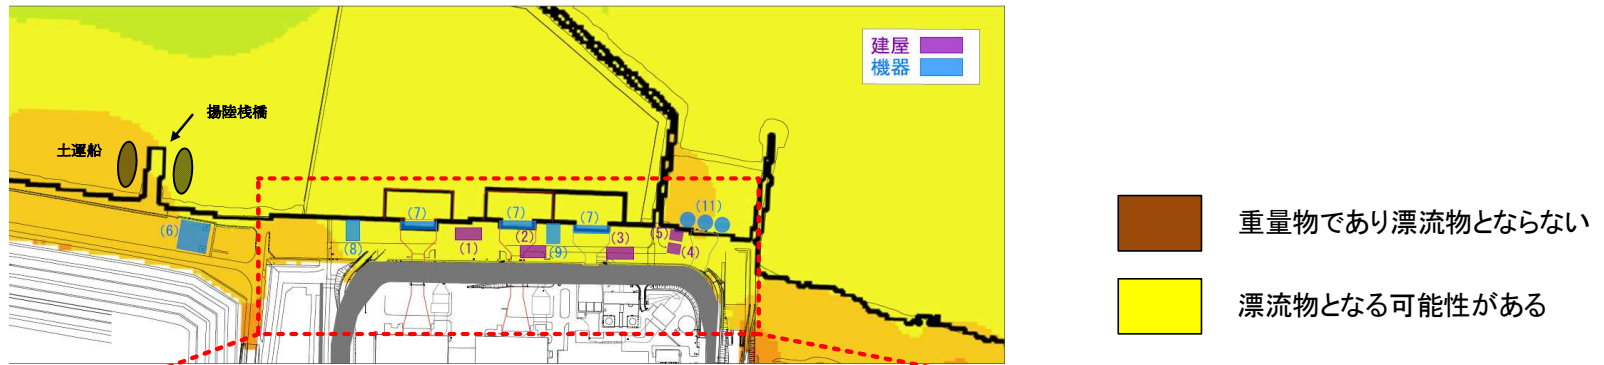 建屋
機器
揚陸桟橋
土運船
(6)
(7)
(7)
(7)
(11)
(8)
(1)
(2)
(9)
(3)
(5)
(4)
重量物であり漂流物とならない
漂流物となる可能性がある